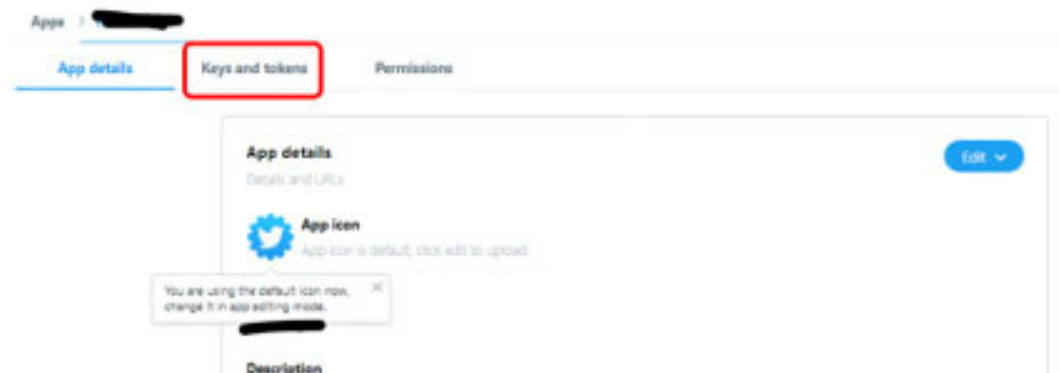 Apps >
App details Keys and tokens Permissions
App details
Edit
Details and URLs
App icon
App icon is default, click edit to upload.
You are using the default icon now,
change it in app editing mode.
Description